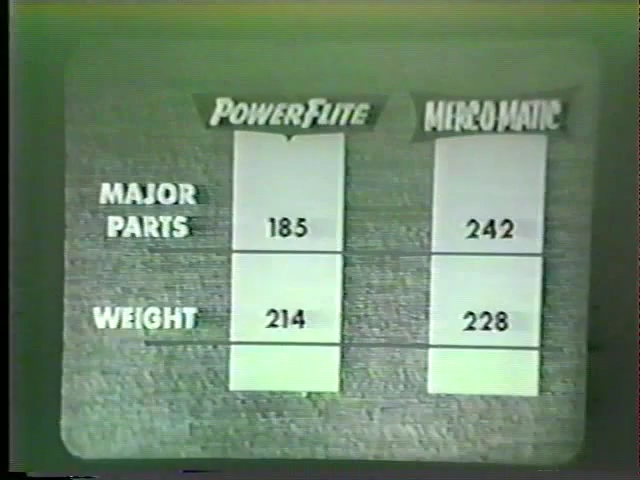 POWERFLITE MERC-O-MATIC
MAJOR
PARTS 185 242
WEIGHT 214 228